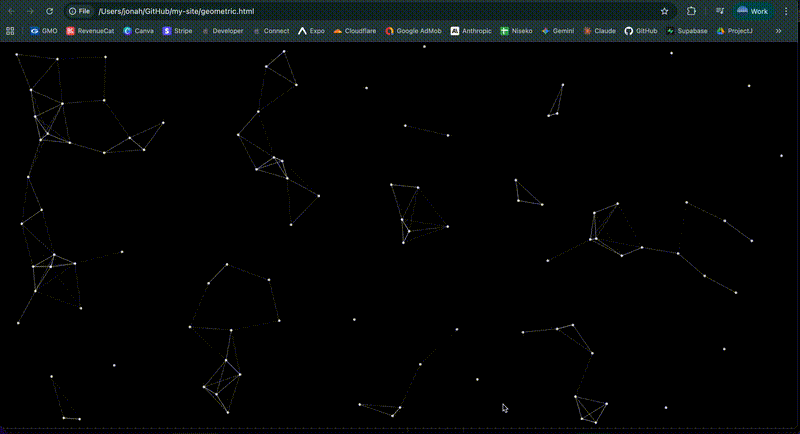 File /Users/jonah/GitHub/my-site/geometric.html Work
GMO RevenueCat Canva Stripe Developer Connect Expo Cloudflare Google AdMob Anthropic Niseko Gemini Claude GitHub Supabase ProjectJ »